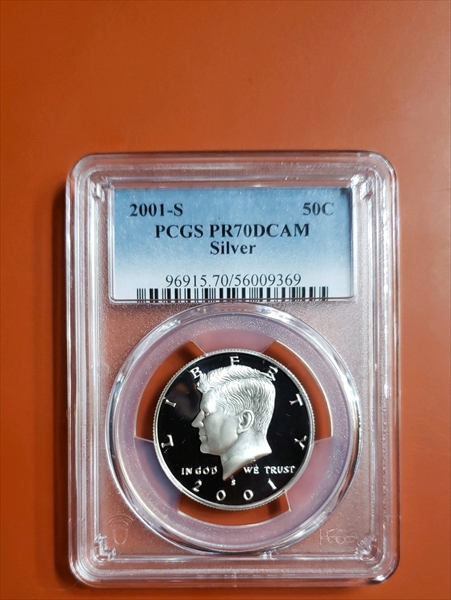 2001-S 50C
PCGS PR70DCAM
Silver
96915.70/56009369
LIBERTY
IN GOD WE TRUST
S
2001